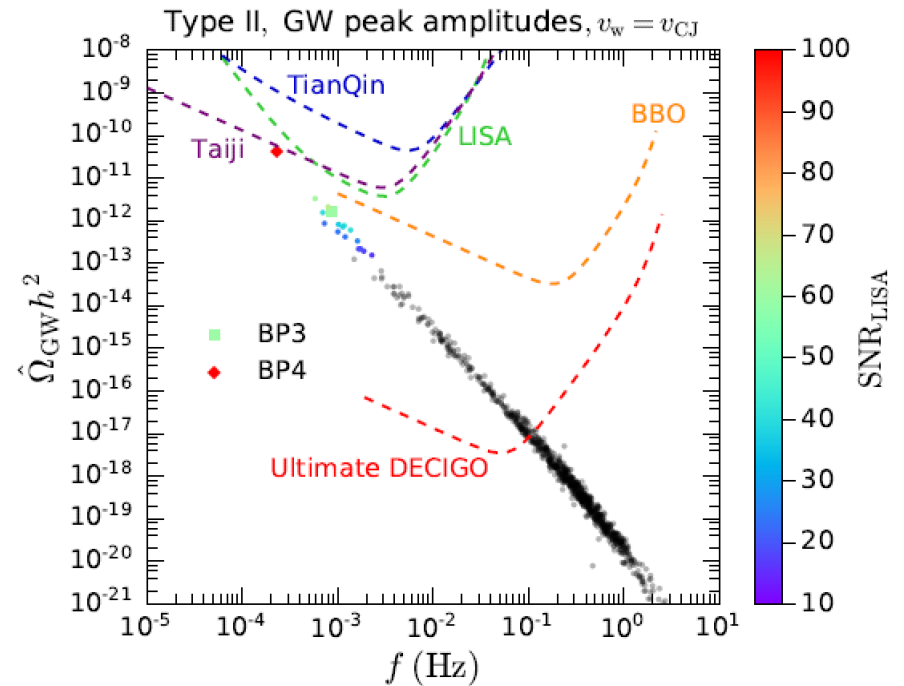 Type II, GW peak amplitudes, v_w = v_CJ
10^-8
10^-9
10^-10
10^-11
10^-12
10^-13
10^-14
10^-15
10^-16
10^-17
10^-18
10^-19
10^-20
10^-21
Ω̂_GW h^2
TianQin
LISA
Taiji
BBO
BP3
BP4
Ultimate DECIGO
10^-5 10^-4 10^-3 10^-2 10^-1 10^0 10^1
f (Hz)
100
90
80
70
60
50
40
30
20
10
SNR_LISA